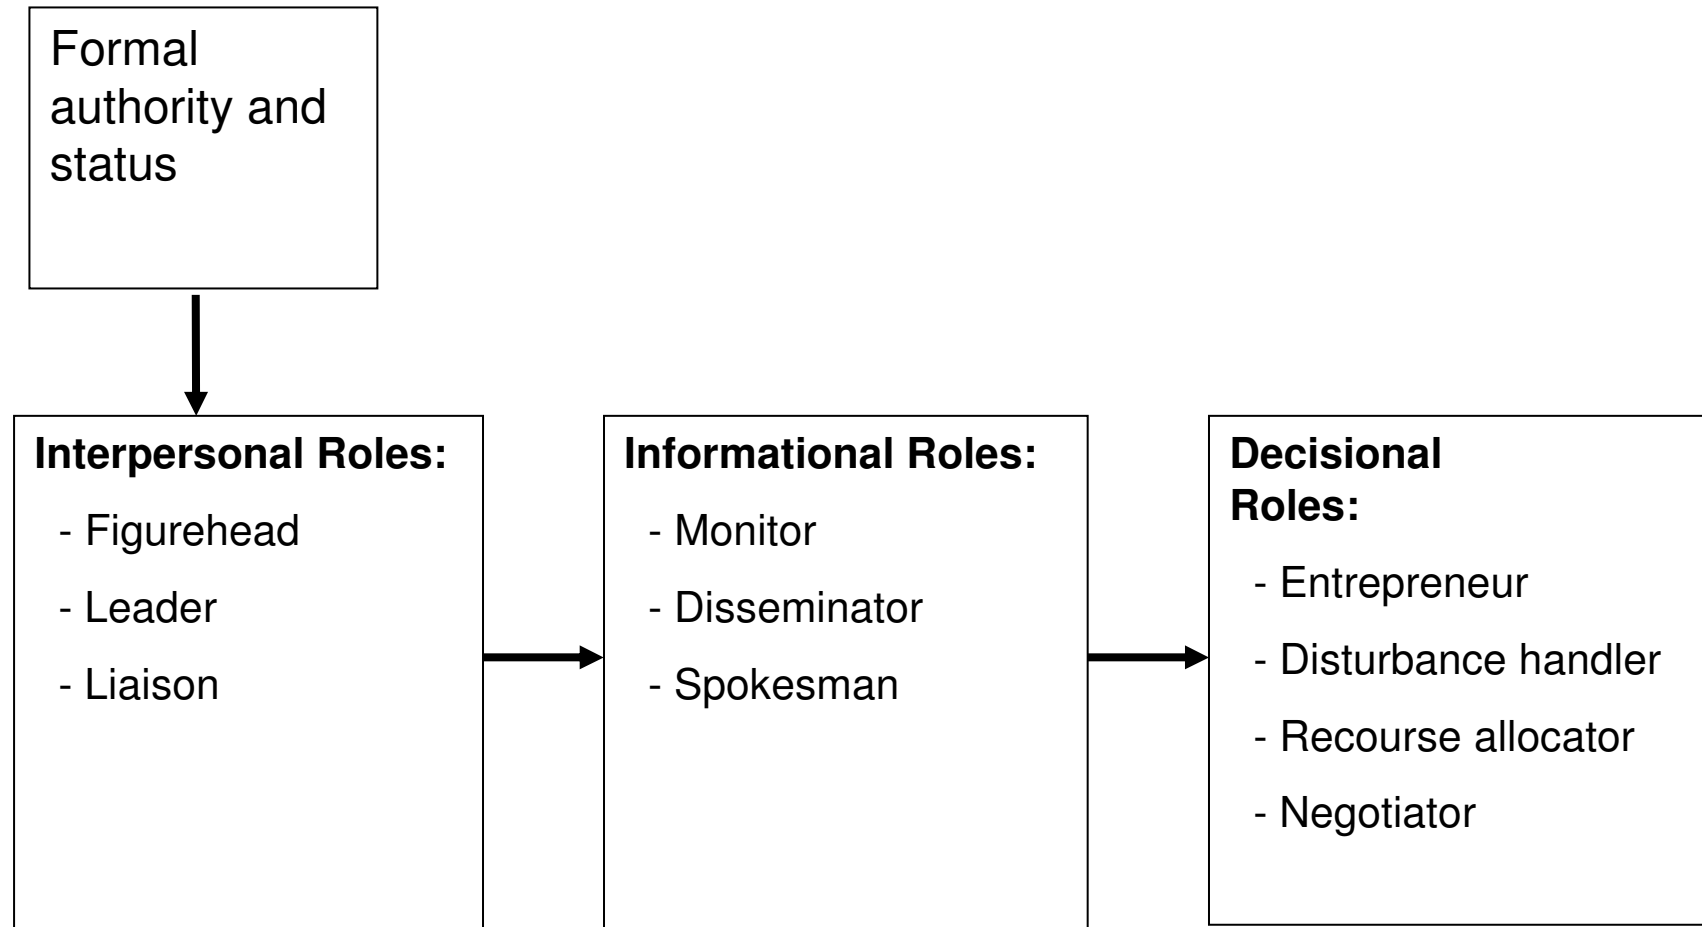 Formal
authority and
status
Interpersonal Roles:
- Figurehead
- Leader
- Liaison
Informational Roles:
- Monitor
- Disseminator
- Spokesman
Decisional
Roles:
- Entrepreneur
- Disturbance handler
- Recourse allocator
- Negotiator